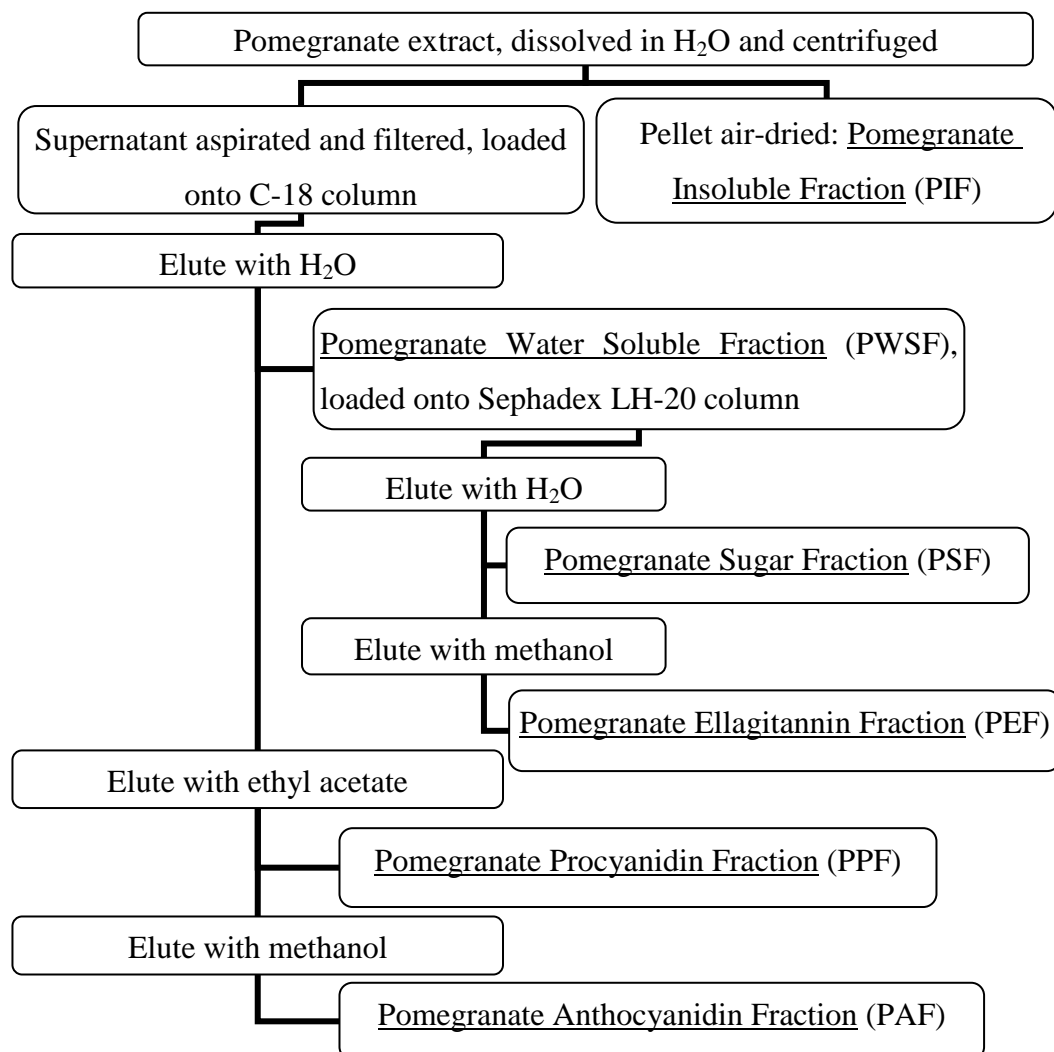 Pomegranate extract, dissolved in H₂O and centrifuged
Supernatant aspirated and filtered, loaded
onto C-18 column
Pellet air-dried: Pomegranate
Insoluble Fraction (PIF)
Elute with H₂O
Pomegranate Water Soluble Fraction (PWSF),
loaded onto Sephadex LH-20 column
Elute with H₂O
Pomegranate Sugar Fraction (PSF)
Elute with methanol
Pomegranate Ellagitannin Fraction (PEF)
Elute with ethyl acetate
Pomegranate Procyanidin Fraction (PPF)
Elute with methanol
Pomegranate Anthocyanidin Fraction (PAF)